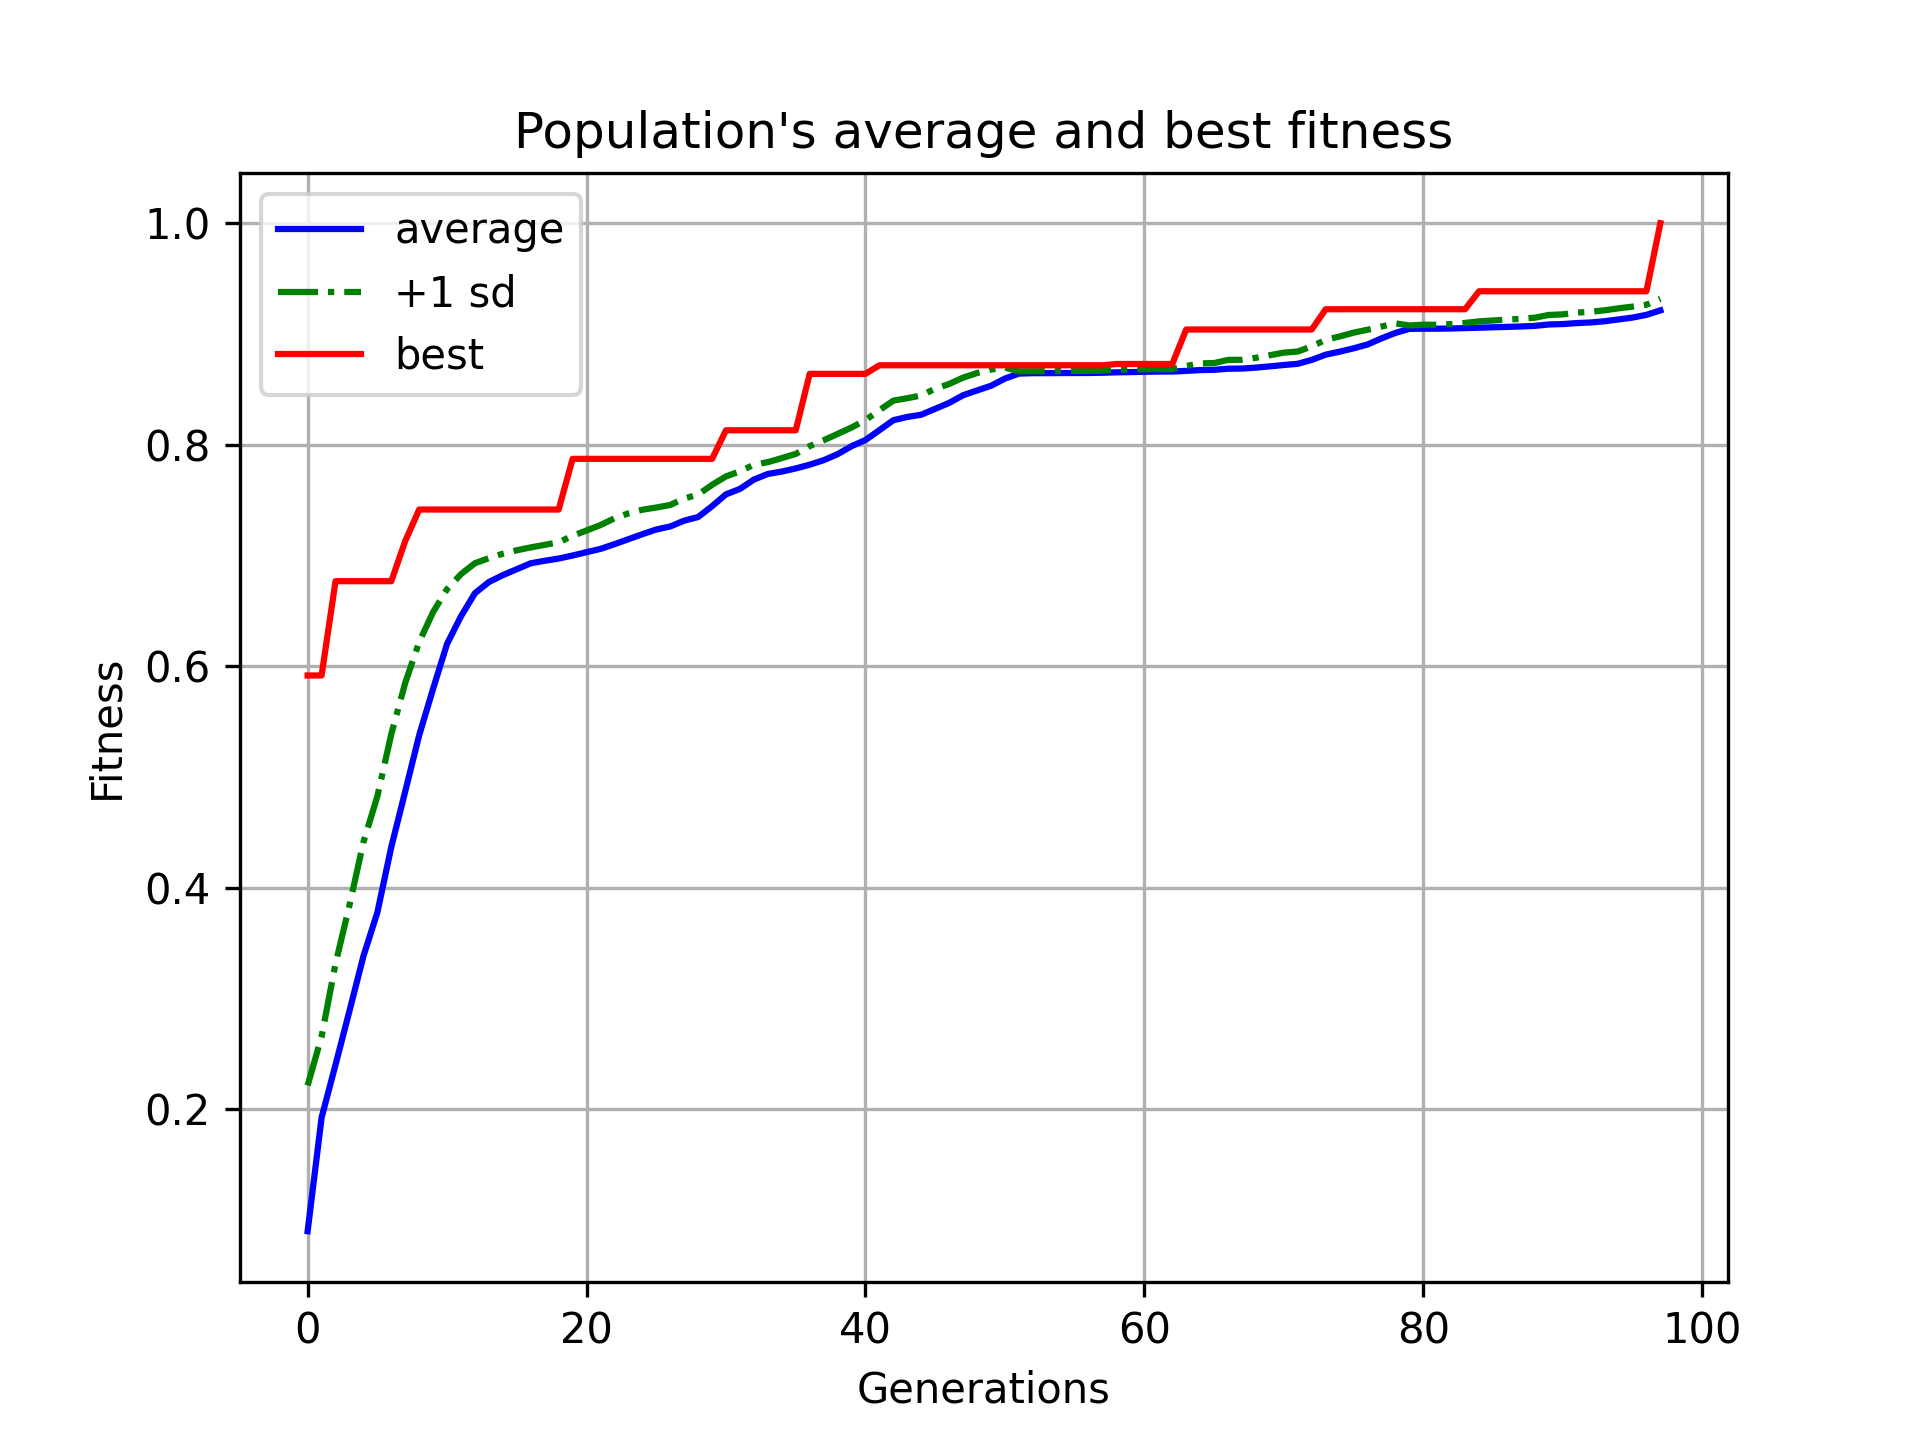 Population's average and best fitness
average
+1 sd
best
Fitness
1.0
0.8
0.6
0.4
0.2
0 20 40 60 80 100
Generations